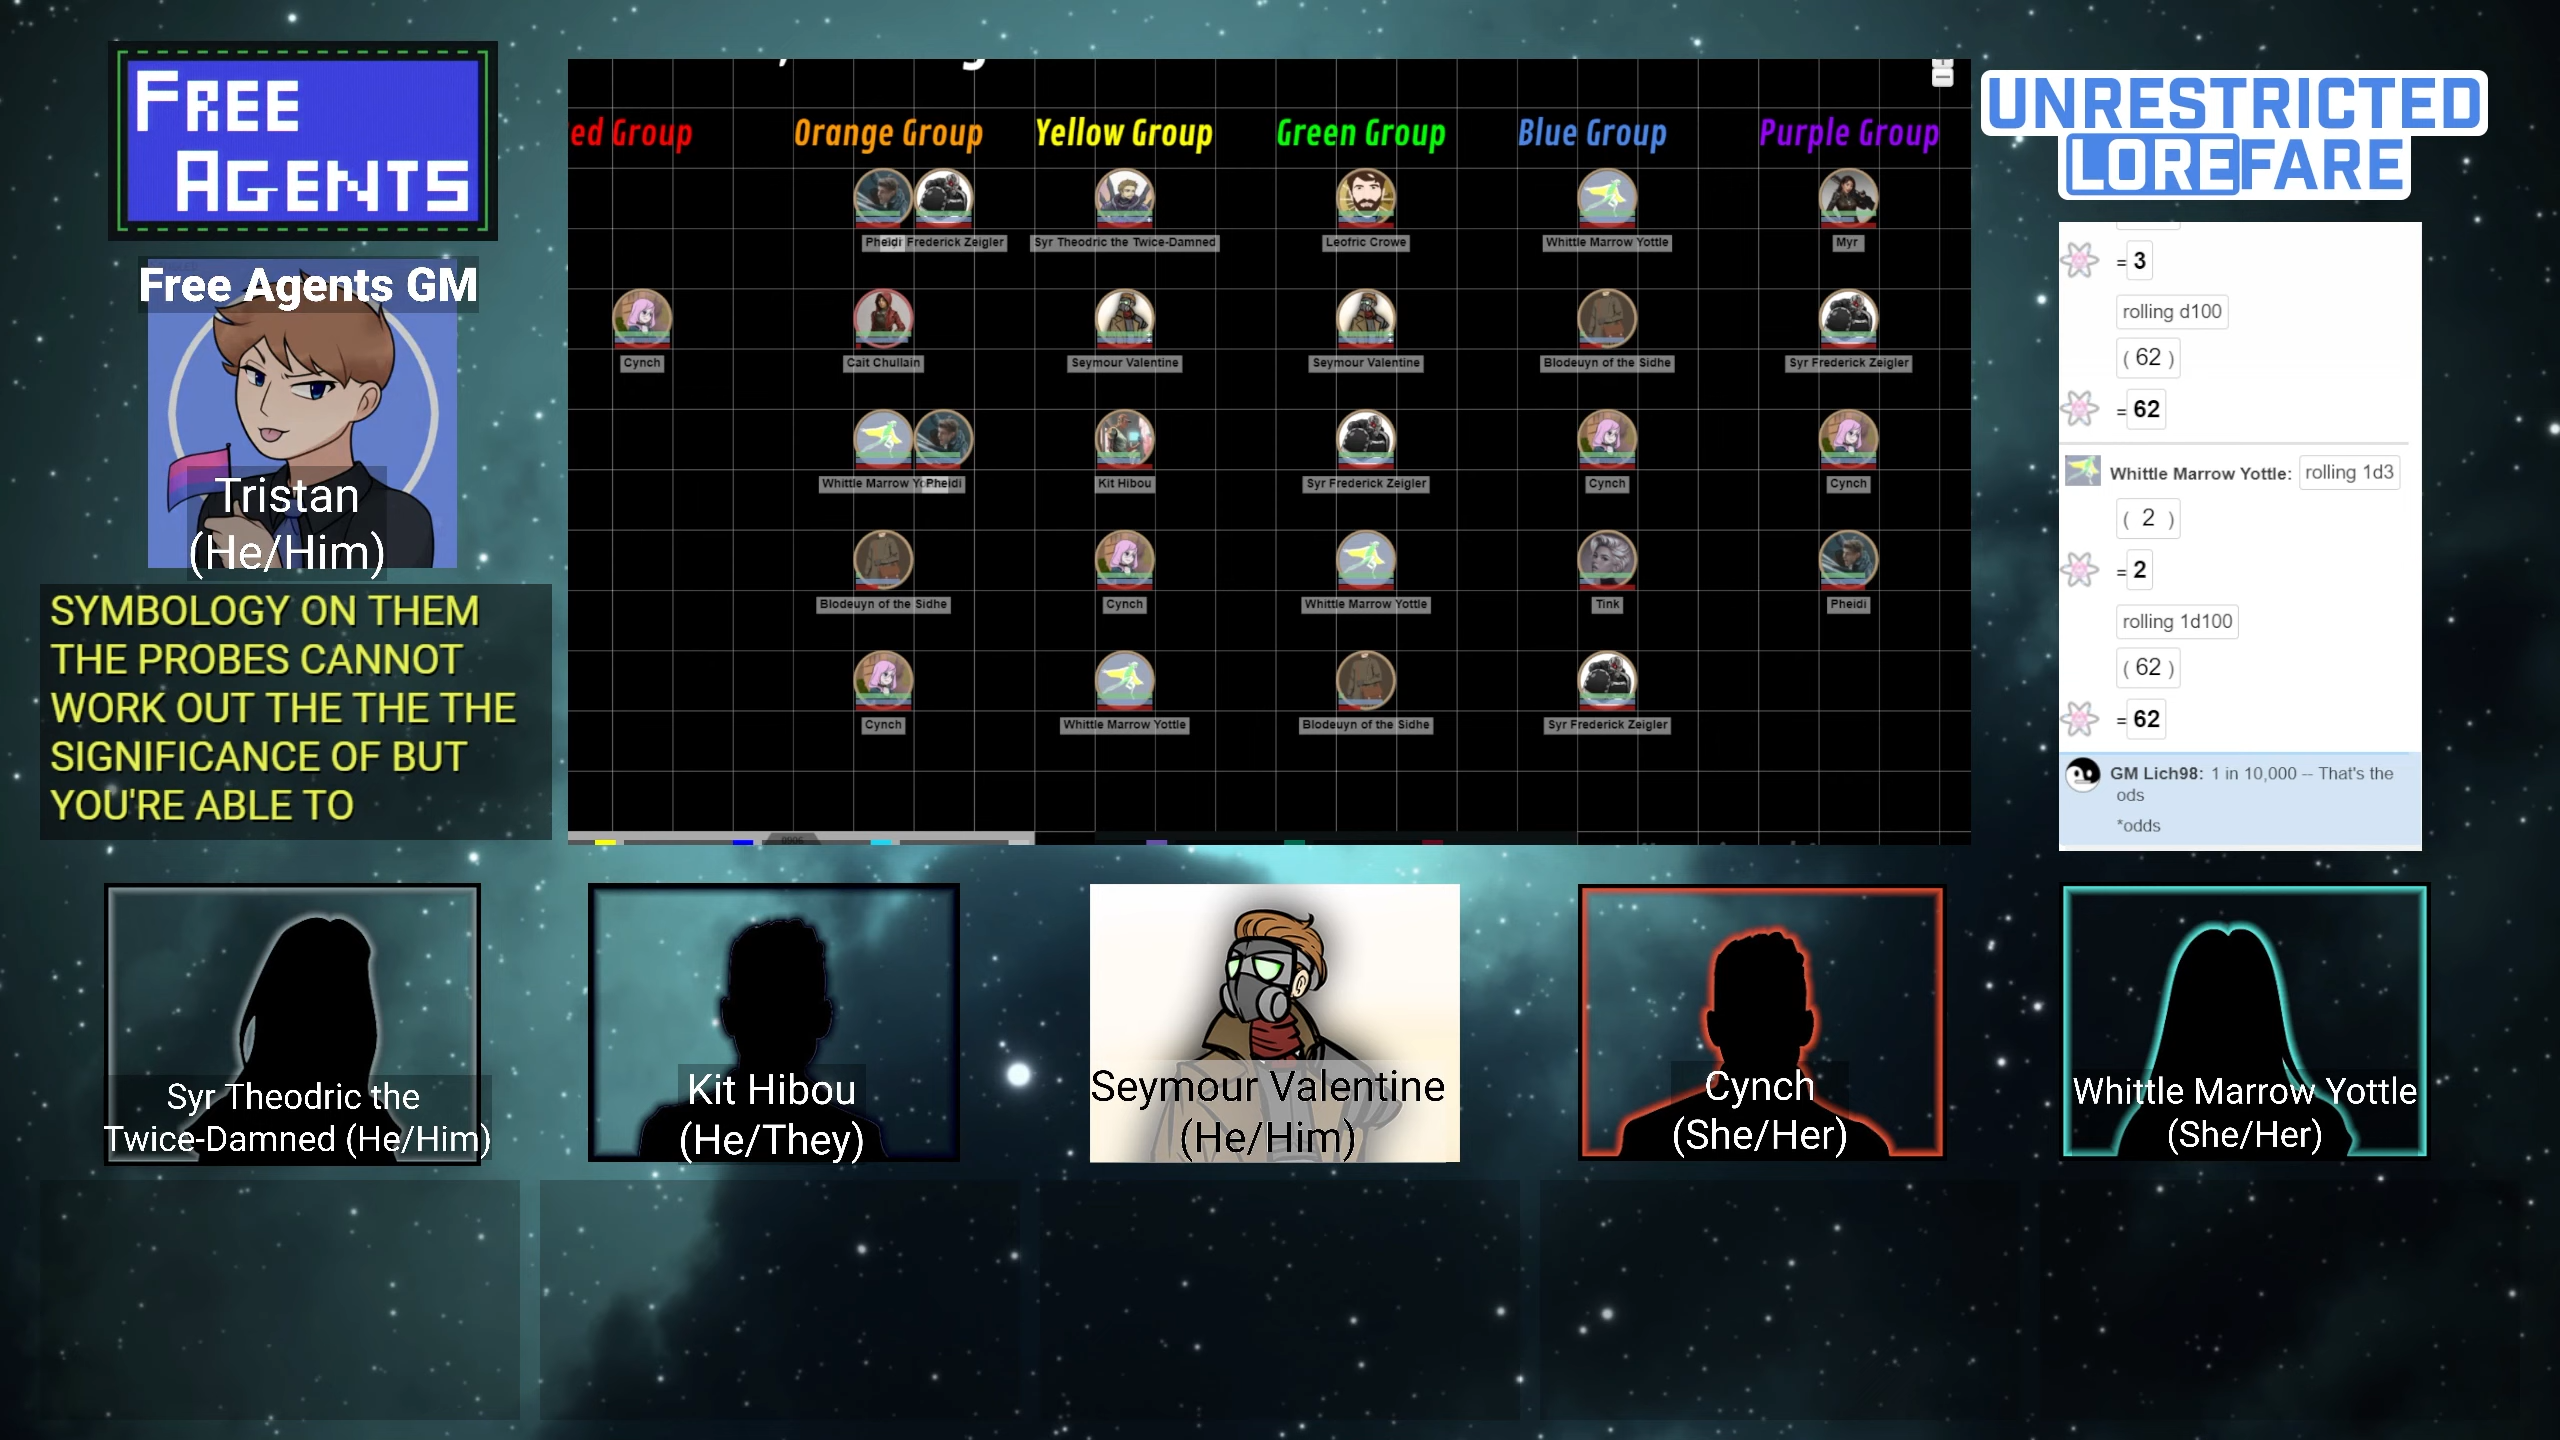 FREE
AGENTS
Free Agents GM
Tristan
(He/Him)
SYMBOLOGY ON THEM
THE PROBES CANNOT
WORK OUT THE THE THE
SIGNIFICANCE OF BUT
YOU'RE ABLE TO
ed Group
Orange Group
Yellow Group
Green Group
Blue Group
Purple Group
Pheidi
Frederick Zeigler
Syr Theodric the Twice-Damned
Leofric Crowe
Whittle Marrow Yottle
Myr
Cynch
Cait Chullain
Seymour Valentine
Seymour Valentine
Blodeuyn of the Sidhe
Syr Frederick Zeigler
Whittle Marrow Yo
Pheidi
Kit Hibou
Syr Frederick Zeigler
Cynch
Cynch
Blodeuyn of the Sidhe
Cynch
Whittle Marrow Yottle
Tink
Pheidi
Cynch
Whittle Marrow Yottle
Blodeuyn of the Sidhe
Syr Frederick Zeigler
UNRESTRICTED
LOREFARE
= 3
rolling d100
( 62 )
= 62
Whittle Marrow Yottle: rolling 1d3
( 2 )
= 2
rolling 1d100
( 62 )
= 62
GM Lich98: 1 in 10,000 -- That's the
ods
*odds
Syr Theodric the
Twice-Damned (He/Him)
Kit Hibou
(He/They)
Seymour Valentine
(He/Him)
Cynch
(She/Her)
Whittle Marrow Yottle
(She/Her)